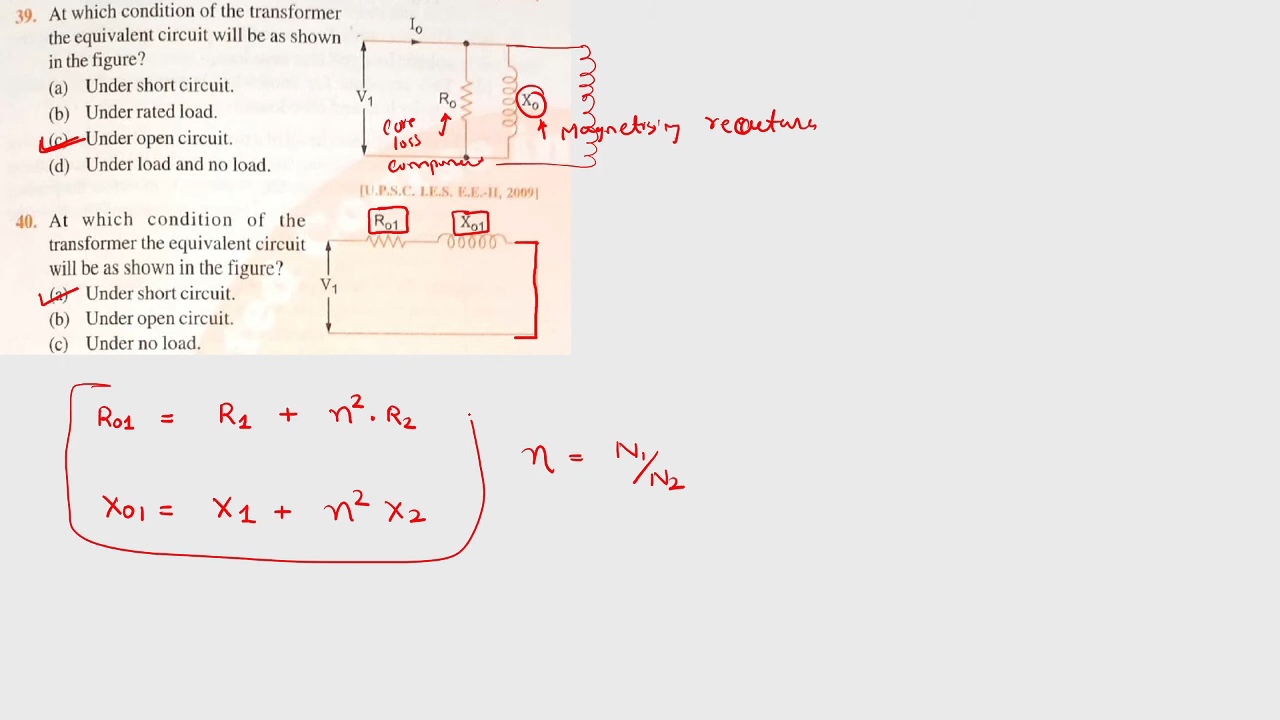 39. At which condition of the transformer
the equivalent circuit will be as shown
in the figure?
(a) Under short circuit.
(b) Under rated load.
(c) Under open circuit.
(d) Under load and no load.
I₀
V₁
R₀
X₀
core
loss
Magnetising
[U.P.S.C. I.E.S. E.E.-II, 2009]
40. At which condition of the
transformer the equivalent circuit
will be as shown in the figure?
(a) Under short circuit.
(b) Under open circuit.
(c) Under no load.
R₀₁
X₀₁
V₁
R₀₁ = R₁ + n². R₂
X₀₁ = X₁ + n² X₂
n = N₁/N₂